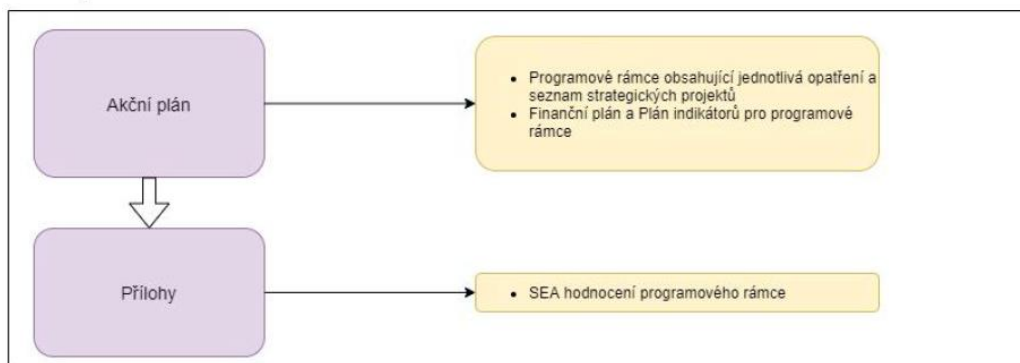 Akční plán
• Programové rámce obsahující jednotlivá opatření a
seznam strategických projektů
• Finanční plán a Plán indikátorů pro programové
rámce
Přílohy
• SEA hodnocení programového rámce